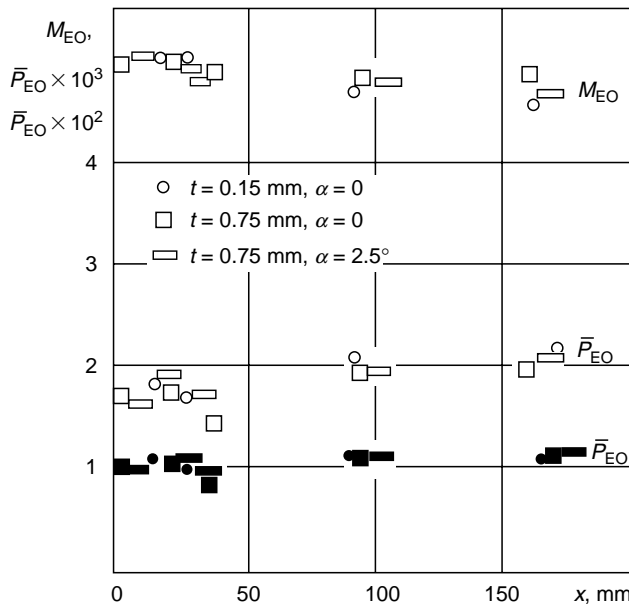 M_EO,
P̄_EO × 10³
P̄_EO × 10²
M_EO
4
t = 0.15 mm, α = 0
t = 0.75 mm, α = 0
t = 0.75 mm, α = 2.5°
3
P̄_EO
2
P̄_EO
1
0 50 100 150 x, mm